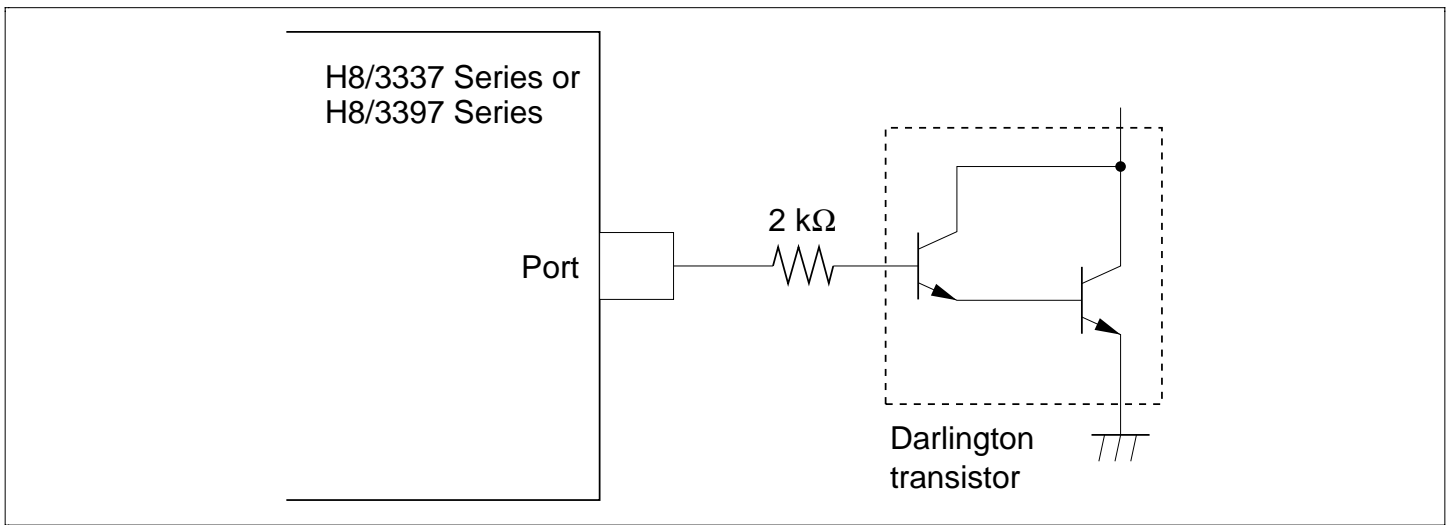 H8/3337 Series or
H8/3397 Series
2 kΩ
Port
Darlington
transistor